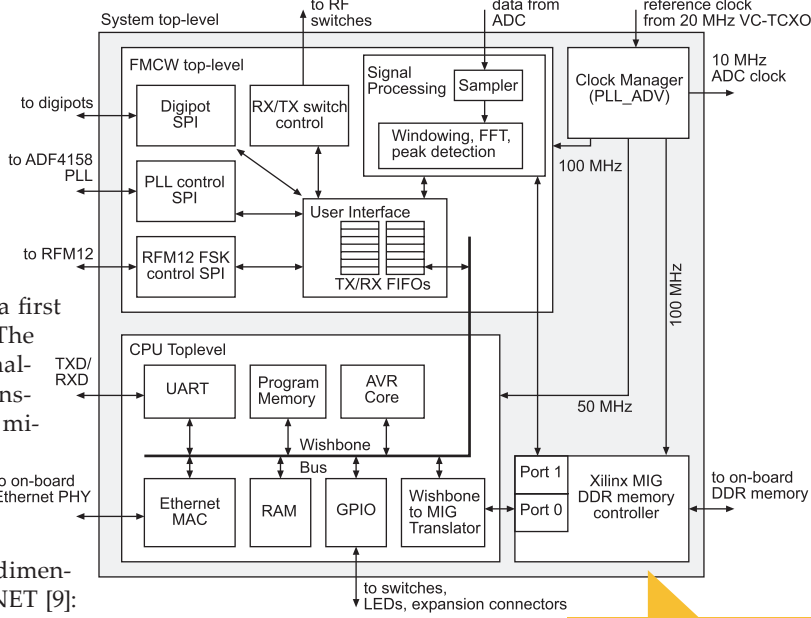 to RF
switches
data from
ADC
reference clock
from 20 MHz VC-TCXO
System top-level
FMCW top-level
Signal
Processing
Sampler
Windowing, FFT,
peak detection
Clock Manager
(PLL_ADV)
10 MHz
ADC clock
to digipots
Digipot
SPI
RX/TX switch
control
100 MHz
to ADF4158
PLL
PLL control
SPI
User Interface
TX/RX FIFOs
to RFM12
RFM12 FSK
control SPI
100 MHz
a first
The
nal-
ns-
mi-
CPU Toplevel
TXD/
RXD
UART
Program
Memory
AVR
Core
50 MHz
Wishbone
Bus
to on-board
Ethernet PHY
Ethernet
MAC
RAM
GPIO
Wishbone
to MIG
Translator
Port 1
Port 0
Xilinx MIG
DDR memory
controller
to on-board
DDR memory
dimen-
NET [9]:
to switches,
LEDs, expansion connectors